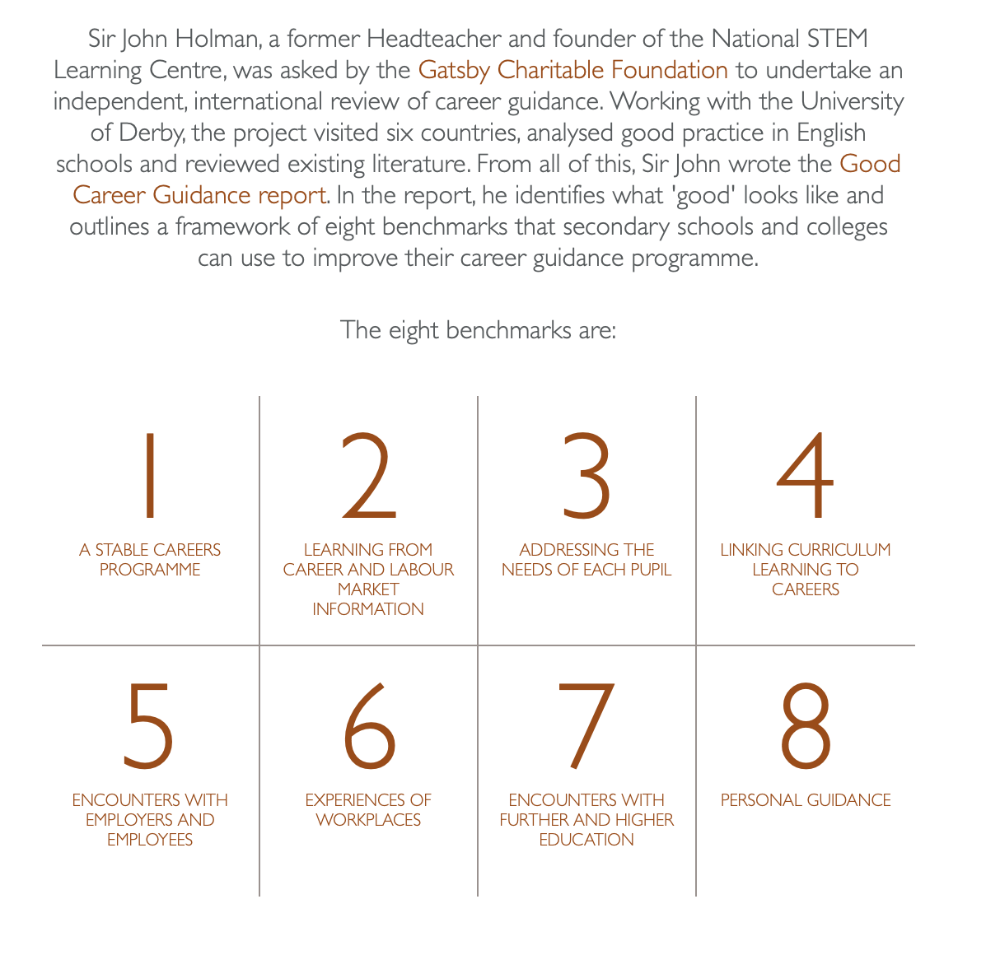 Sir John Holman, a former Headteacher and founder of the National STEM
Learning Centre, was asked by the Gatsby Charitable Foundation to undertake an
independent, international review of career guidance. Working with the University
of Derby, the project visited six countries, analysed good practice in English
schools and reviewed existing literature. From all of this, Sir John wrote the Good
Career Guidance report. In the report, he identifies what 'good' looks like and
outlines a framework of eight benchmarks that secondary schools and colleges
can use to improve their career guidance programme.
The eight benchmarks are:
1
A STABLE CAREERS
PROGRAMME
2
LEARNING FROM
CAREER AND LABOUR
MARKET
INFORMATION
3
ADDRESSING THE
NEEDS OF EACH PUPIL
4
LINKING CURRICULUM
LEARNING TO
CAREERS
5
ENCOUNTERS WITH
EMPLOYERS AND
EMPLOYEES
6
EXPERIENCES OF
WORKPLACES
7
ENCOUNTERS WITH
FURTHER AND HIGHER
EDUCATION
8
PERSONAL GUIDANCE